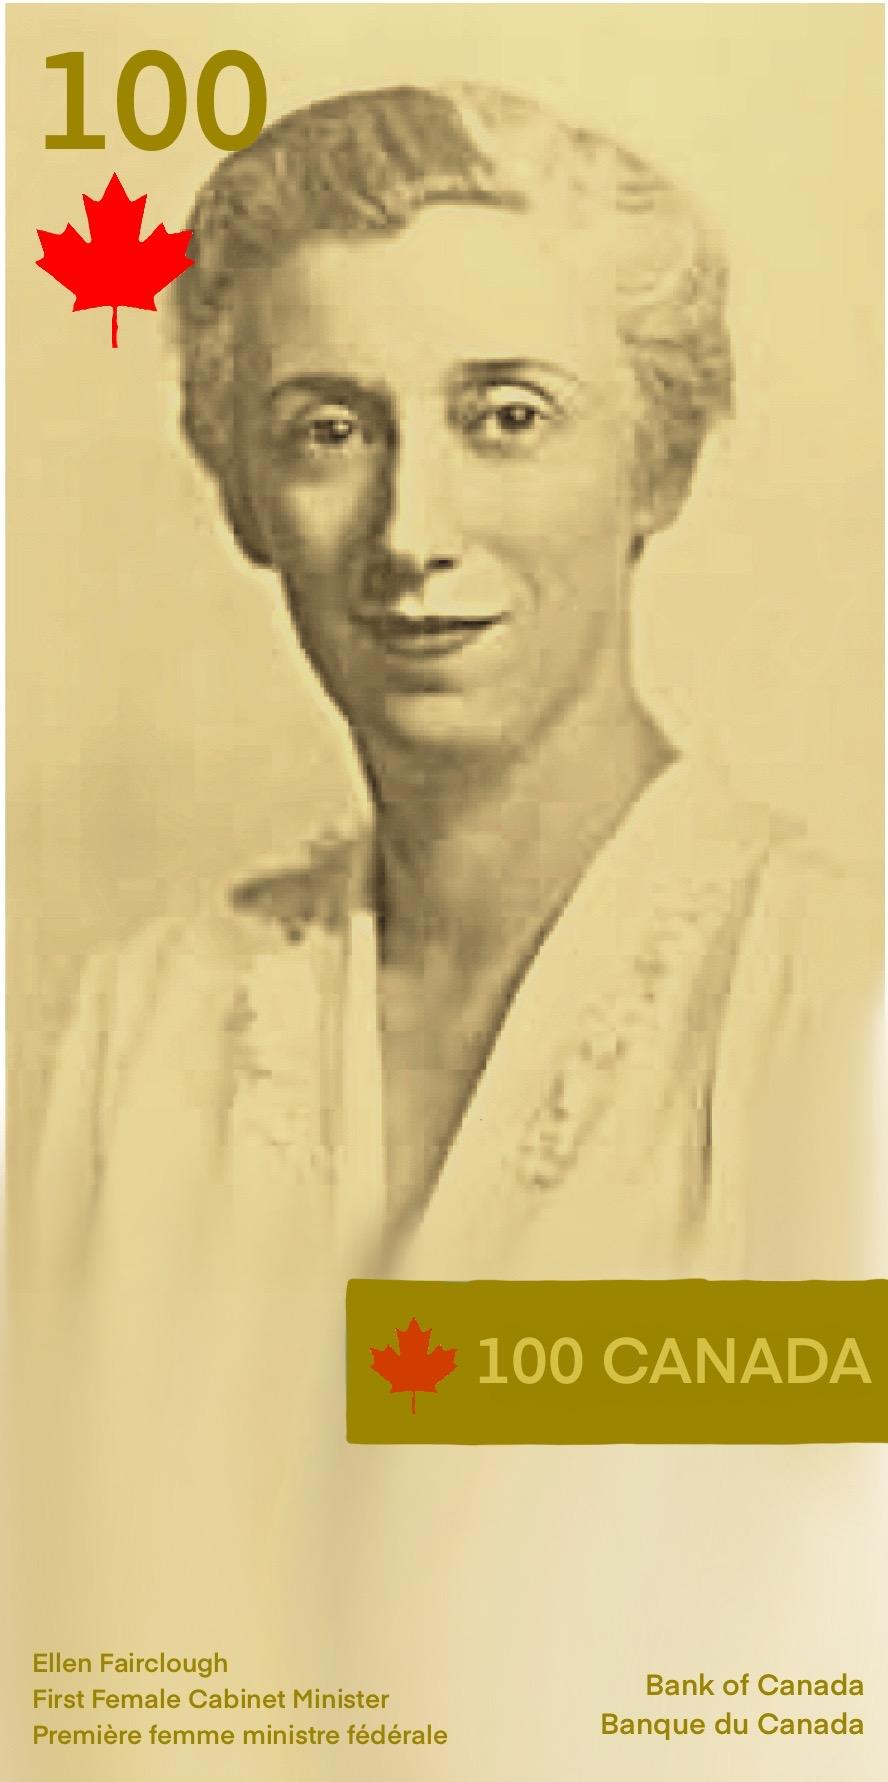 100
100 CANADA
Ellen Fairclough
First Female Cabinet Minister
Première femme ministre fédérale
Bank of Canada
Banque du Canada